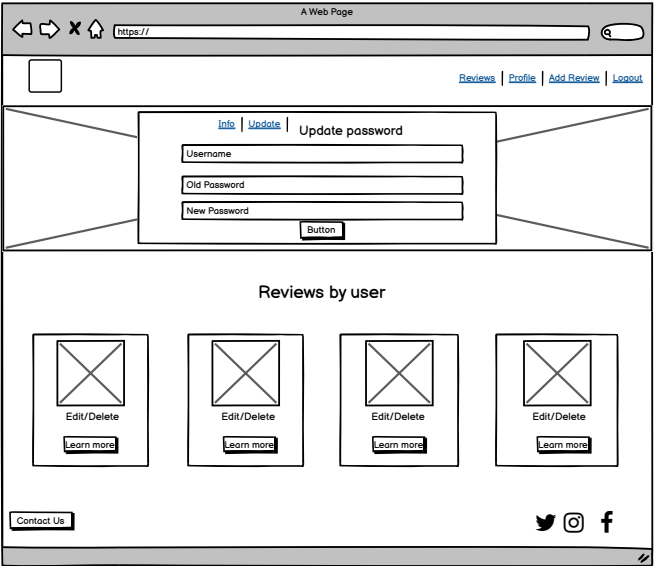 A Web Page
https://
Reviews Profile Add Review Logout
Info Update Update password
Username
Old Password
New Password
Button
Reviews by user
Edit/Delete Edit/Delete Edit/Delete Edit/Delete
Learn more Learn more Learn more Learn more
Contact Us